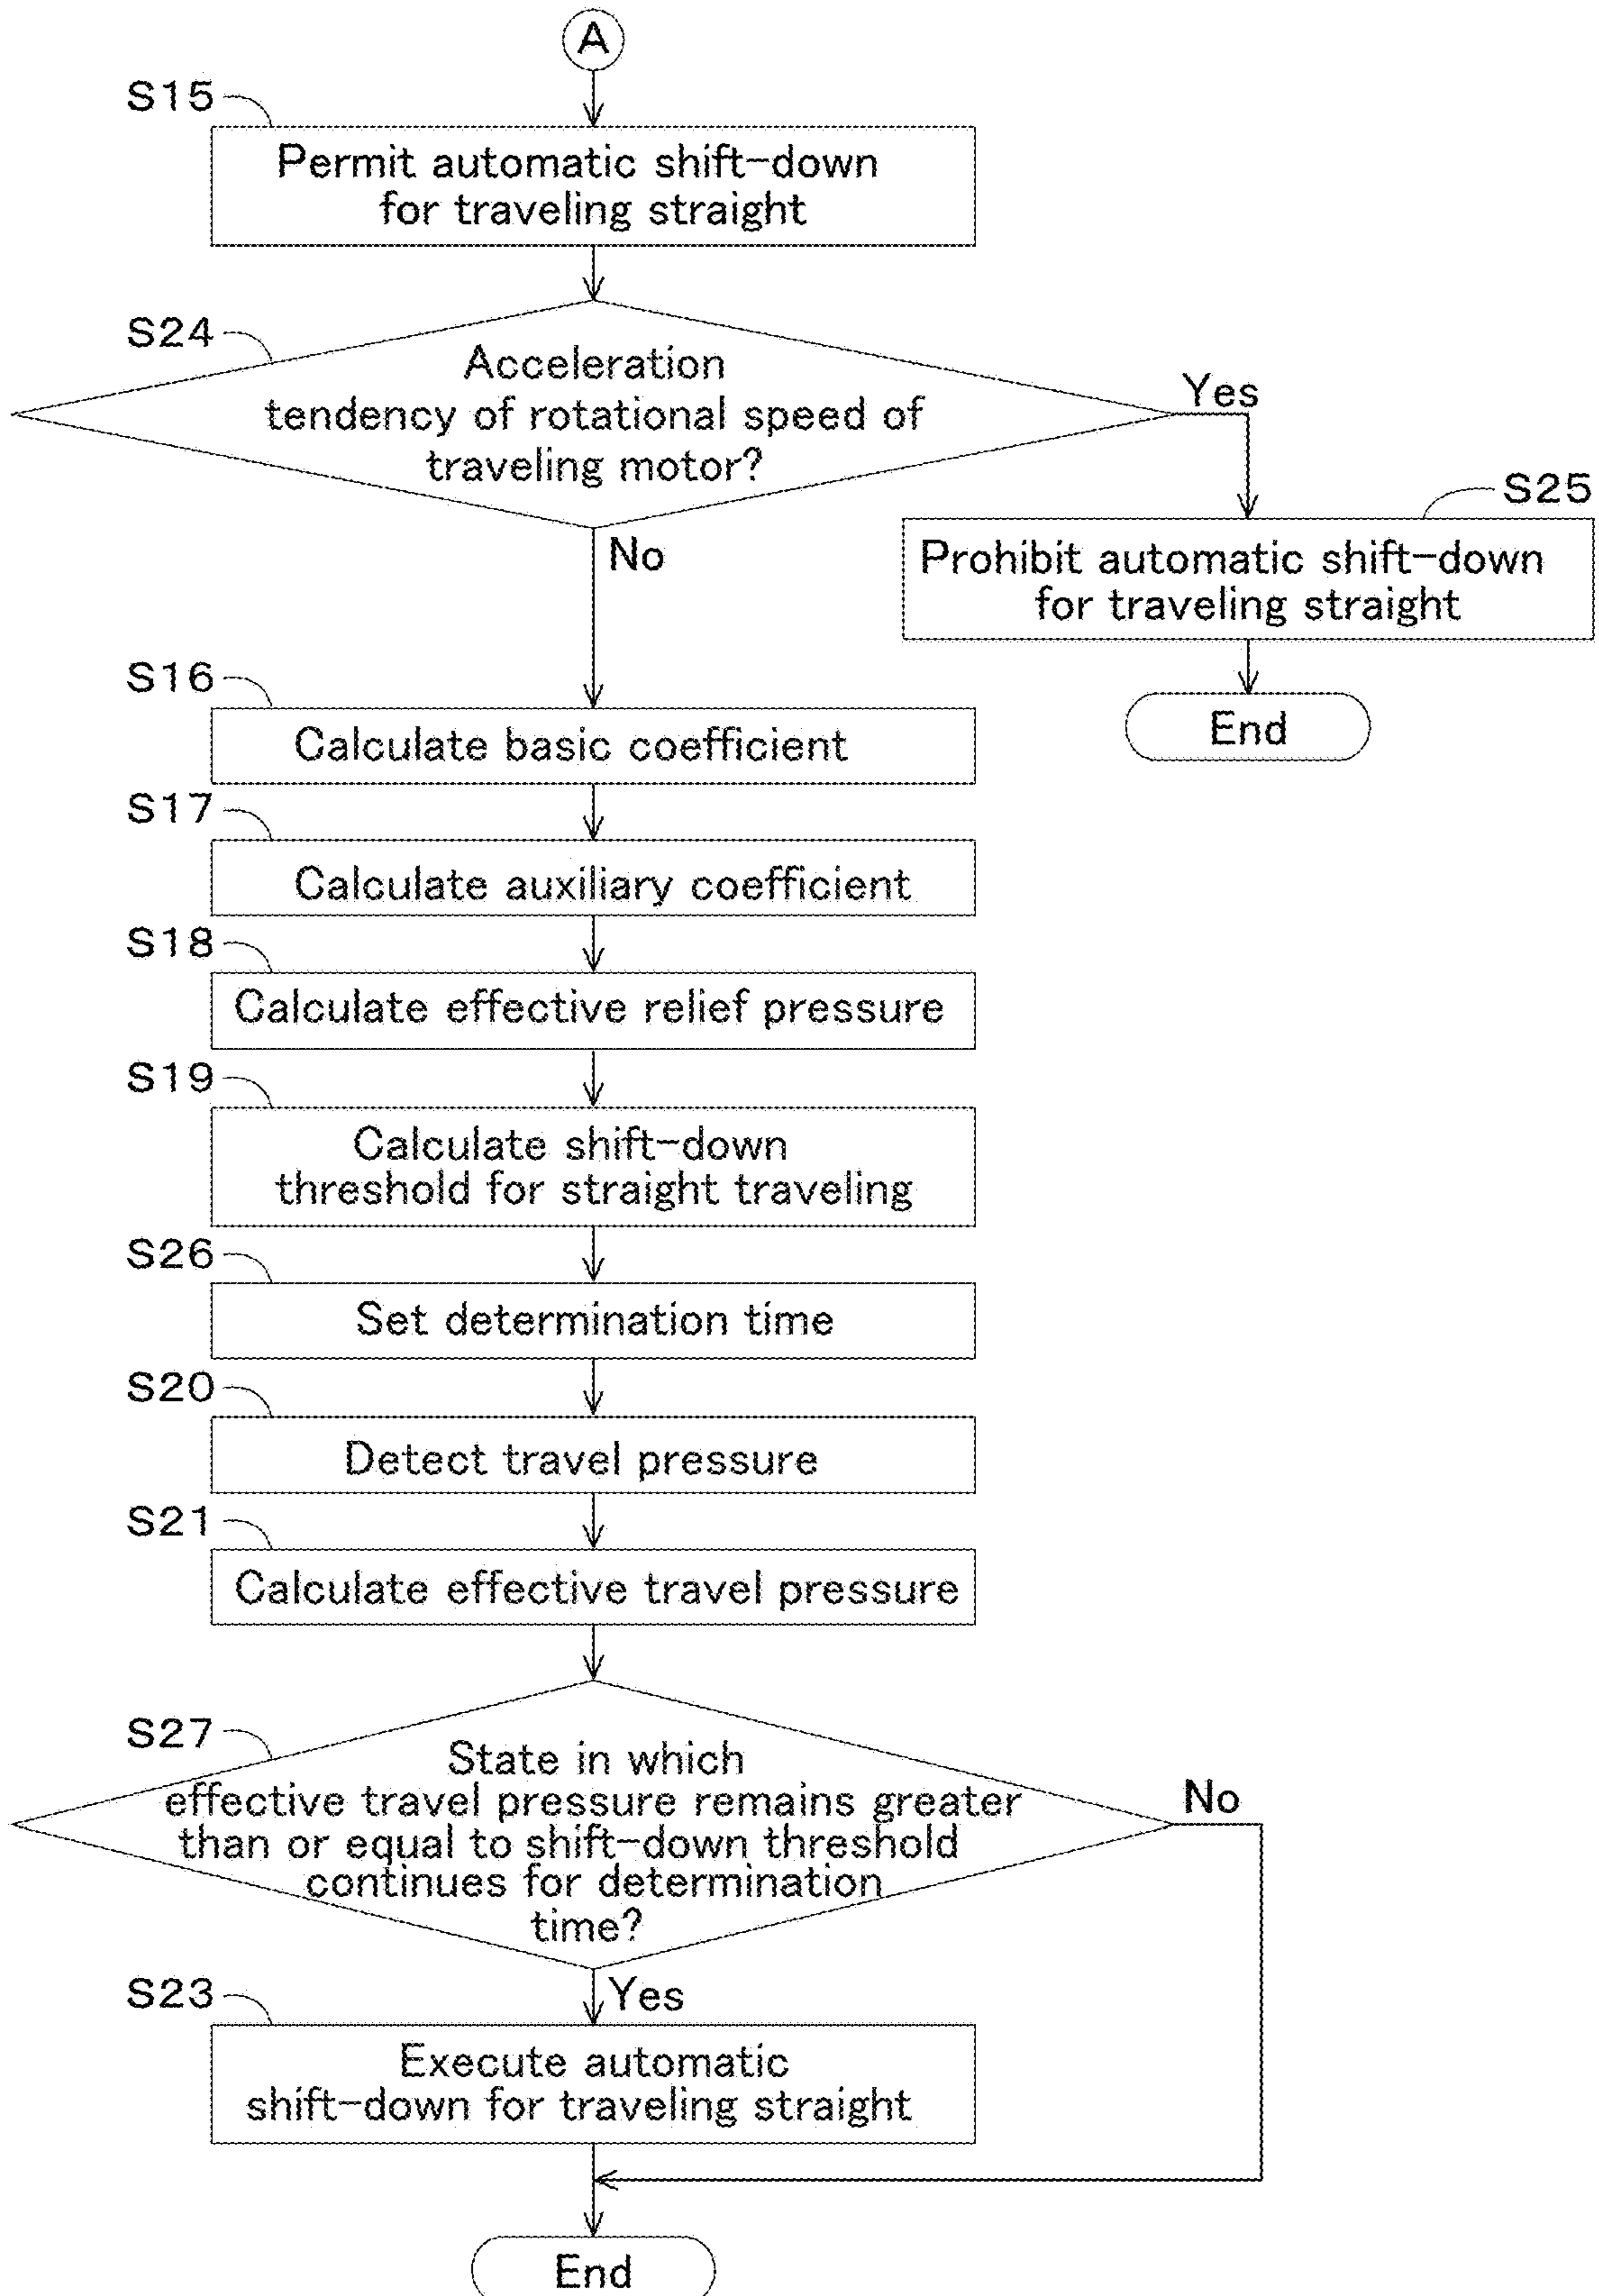 A
S15
Permit automatic shift-down
for traveling straight
S24
Acceleration
tendency of rotational speed of
traveling motor?
Yes
No
S25
Prohibit automatic shift-down
for traveling straight
End
S16
Calculate basic coefficient
S17
Calculate auxiliary coefficient
S18
Calculate effective relief pressure
S19
Calculate shift-down
threshold for straight traveling
S26
Set determination time
S20
Detect travel pressure
S21
Calculate effective travel pressure
S27
State in which
effective travel pressure remains greater
than or equal to shift-down threshold
continues for determination
time?
No
Yes
S23
Execute automatic
shift-down for traveling straight
End